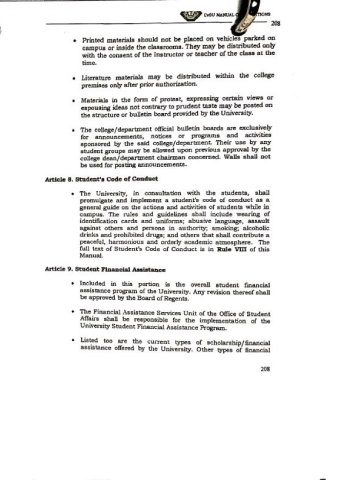 CvSU MANUAL OF OPERATIONS
208
• Printed materials should not be placed on vehicles parked on
campus or inside the classrooms. They may be distributed only
with the consent of the instructor or teacher of the class at the
time.
• Literature materials may be distributed within the college
premises only after prior authorization.
• Materials in the form of protest, expressing certain views or
espousing ideas not contrary to prudent taste may be posted on
the structure or bulletin board provided by the University.
• The college/department official bulletin boards are exclusively
for announcements, notices or programs and activities
sponsored by the said college/department. Their use by any
student groups may be allowed upon previous approval by the
college dean/department chairman concerned. Walls shall not
be used for posting announcements.
Article 8. Student's Code of Conduct
• The University, in consultation with the students, shall
promulgate and implement a student's code of conduct as a
general guide on the actions and activities of students while in
campus. The rules and guidelines shall include wearing of
identification cards and uniforms; abusive language, assault
against others and persons in authority; smoking; alcoholic
drinks and prohibited drugs; and others that shall contribute a
peaceful, harmonious and orderly academic atmosphere. The
full text of Student's Code of Conduct is in Rule VIII of this
Manual.
Article 9. Student Financial Assistance
• Included in this portion is the overall student financial
assistance program of the University. Any revision thereof shall
be approved by the Board of Regents.
• The Financial Assistance Services Unit of the Office of Student
Affairs shall be responsible for the implementation of the
University Student Financial Assistance Program.
• Listed too are the current types of scholarship/financial
assistance offered by the University. Other types of financial
208